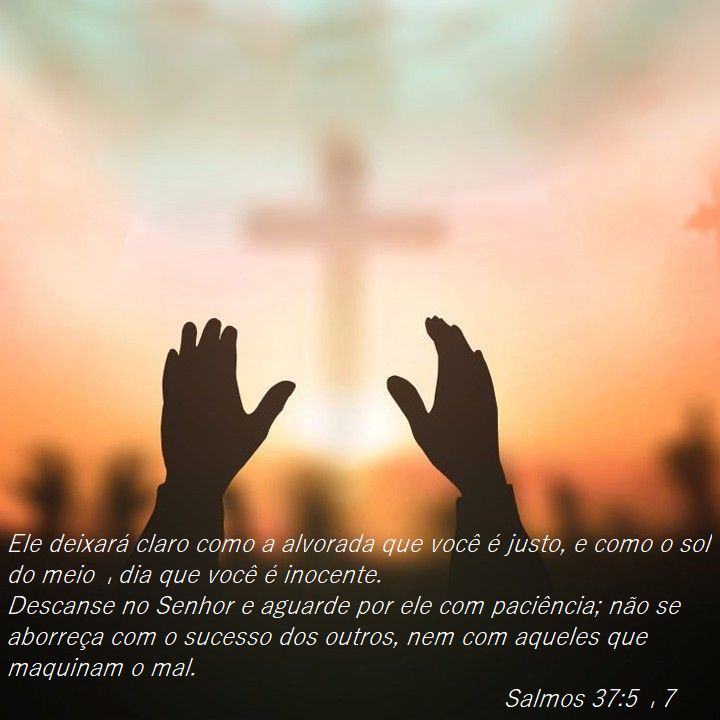 Ele deixará claro como a alvorada que você é justo, e como o sol
do meio , dia que você é inocente.
Descanse no Senhor e aguarde por ele com paciência; não se
aborreça com o sucesso dos outros, nem com aqueles que
maquinam o mal.
Salmos 37:5 , 7